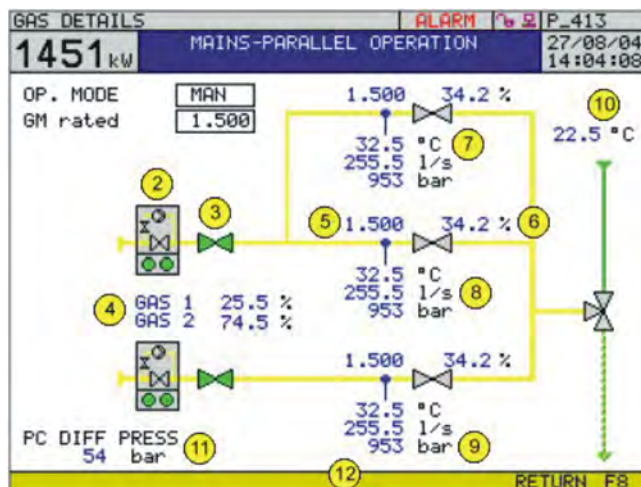 GAS DETAILS ALARM P_413
1451 kW MAINS-PARALLEL OPERATION 27/08/04
14:04:08
OP. MODE MAN 1.500 34.2 % 10
GM rated 1.500 22.5 °C
32.5 °C 7
255.5 l/s
953 bar
2
3 5 1.500 34.2 % 6
32.5 °C
255.5 l/s 8
953 bar
4 GAS 1 25.5 %
GAS 2 74.5 %
1.500 34.2 %
32.5 °C
255.5 l/s
953 bar 9
PC DIFF PRESS 11
54 bar
12 RETURN F8